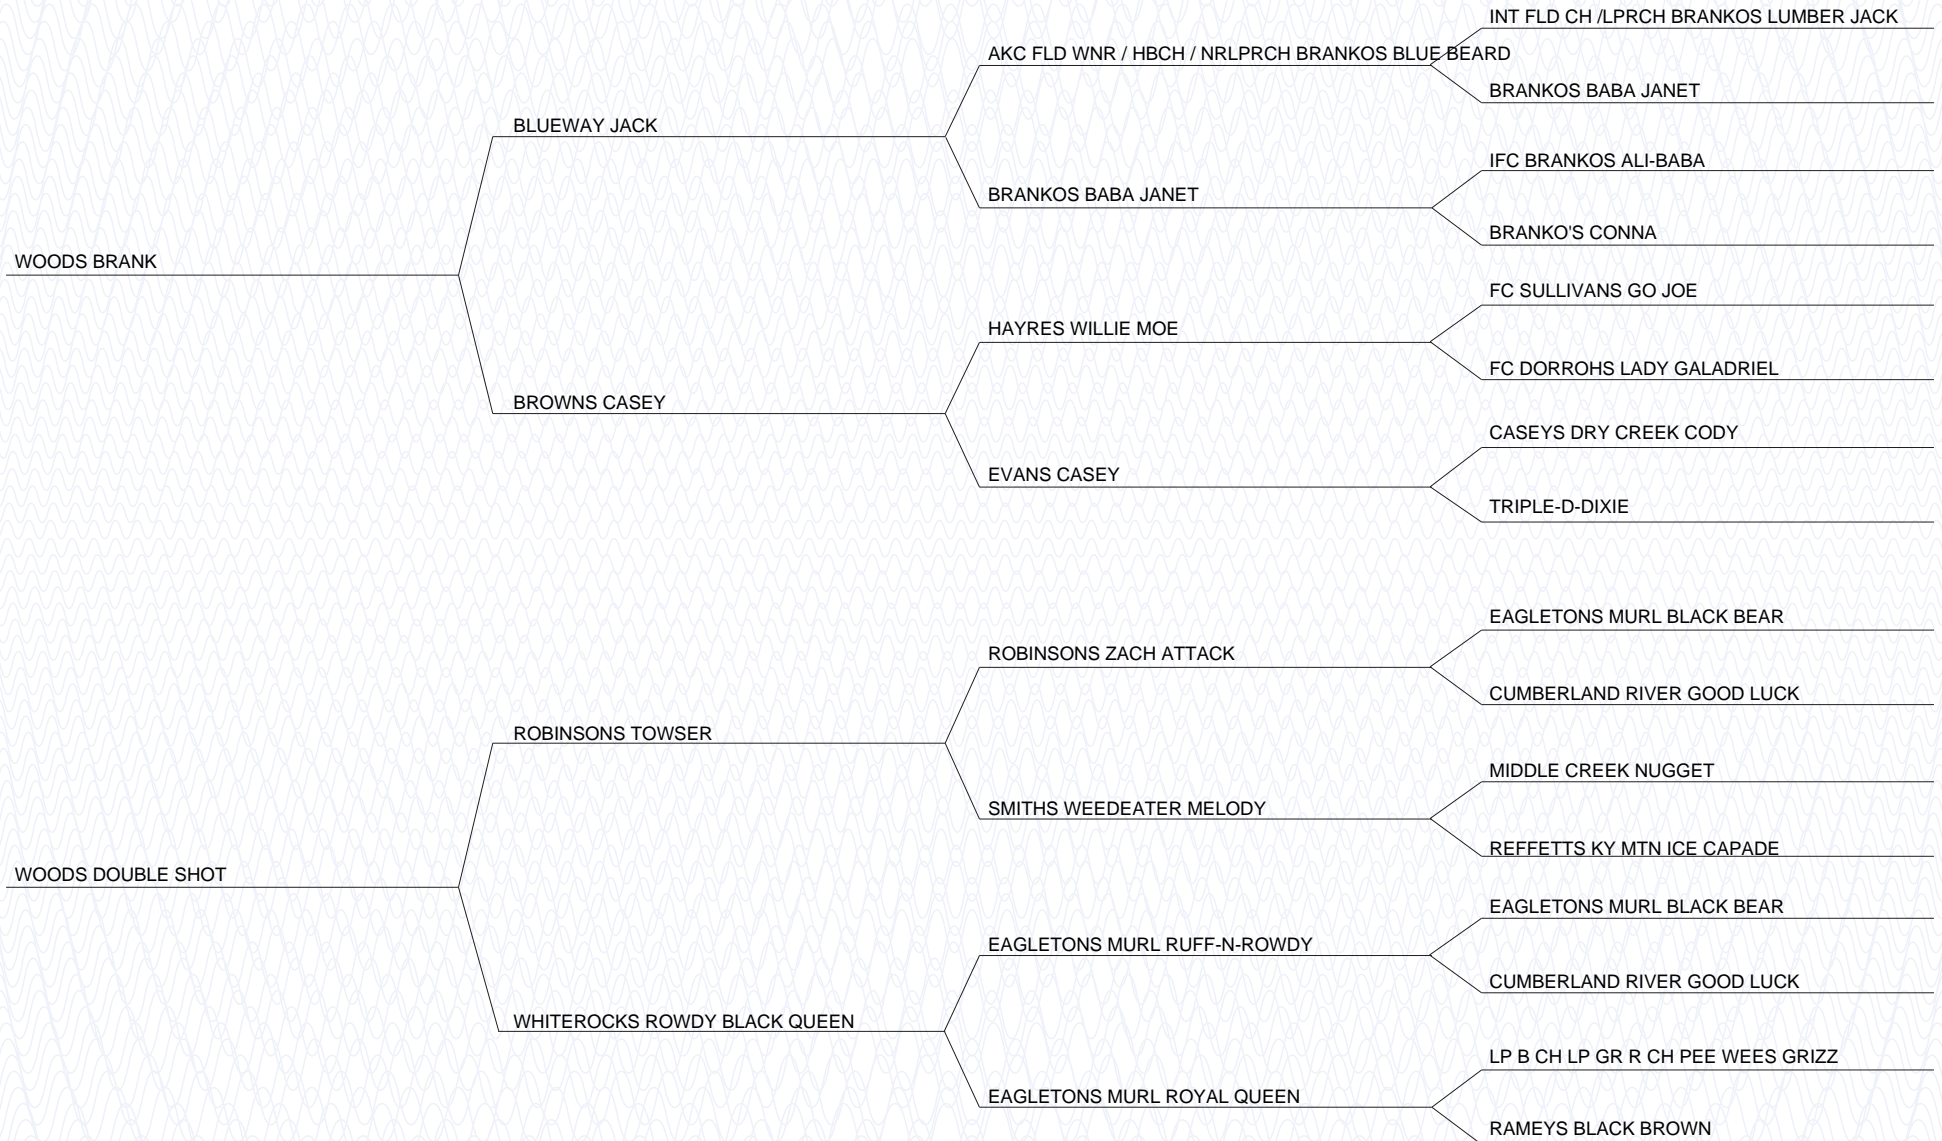 INT FLD CH /LPRCH BRANKOS LUMBER JACK
AKC FLD WNR / HBCH / NRLPRCH BRANKOS BLUE BEARD
BRANKOS BABA JANET
BLUEWAY JACK
IFC BRANKOS ALI-BABA
BRANKOS BABA JANET
BRANKO'S CONNA
WOODS BRANK
FC SULLIVANS GO JOE
HAYRES WILLIE MOE
FC DORROHS LADY GALADRIEL
BROWNS CASEY
CASEYS DRY CREEK CODY
EVANS CASEY
TRIPLE-D-DIXIE
EAGLETONS MURL BLACK BEAR
ROBINSONS ZACH ATTACK
CUMBERLAND RIVER GOOD LUCK
ROBINSONS TOWSER
MIDDLE CREEK NUGGET
SMITHS WEEDEATER MELODY
REFFETTS KY MTN ICE CAPADE
WOODS DOUBLE SHOT
EAGLETONS MURL BLACK BEAR
EAGLETONS MURL RUFF-N-ROWDY
CUMBERLAND RIVER GOOD LUCK
WHITEROCKS ROWDY BLACK QUEEN
LP B CH LP GR R CH PEE WEES GRIZZ
EAGLETONS MURL ROYAL QUEEN
RAMEYS BLACK BROWN